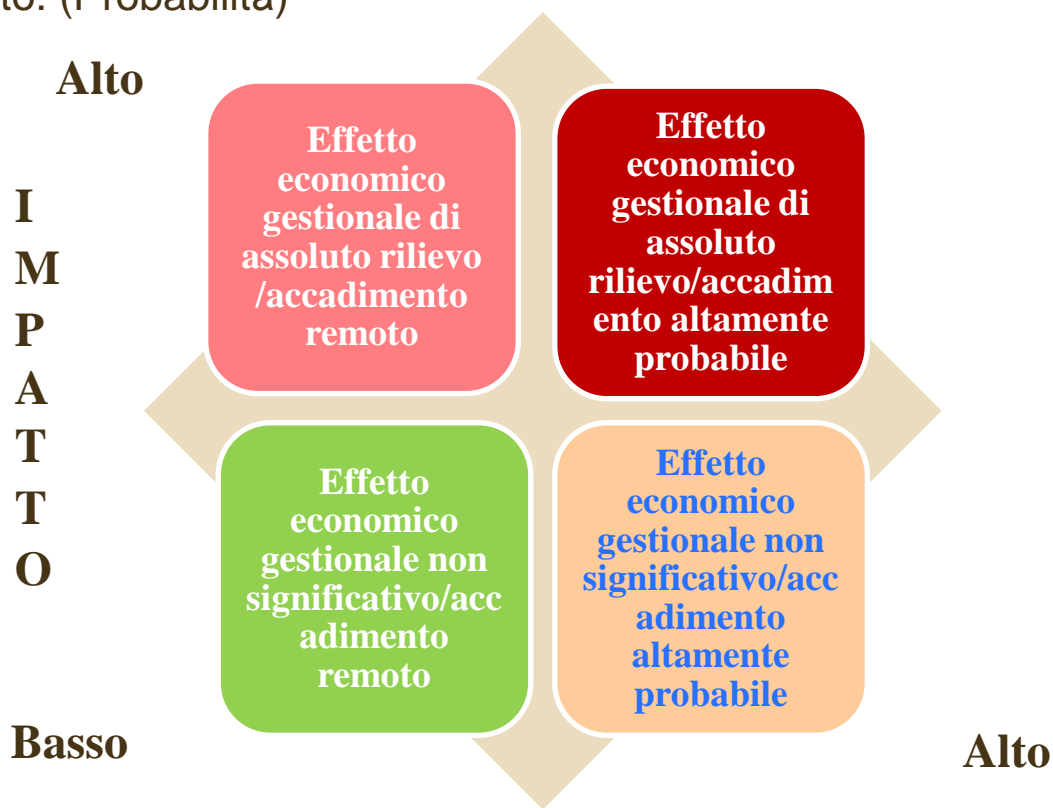 to. (Probabilità)
Alto
I
M
P
A
T
T
O
Effetto
economico
gestionale di
assoluto rilievo
/accadimento
remoto
Effetto
economico
gestionale di
assoluto
rilievo/accadim
ento altamente
probabile
Effetto
economico
gestionale non
significativo/acc
adimento
remoto
Effetto
economico
gestionale non
significativo/acc
adimento
altamente
probabile
Basso
Alto